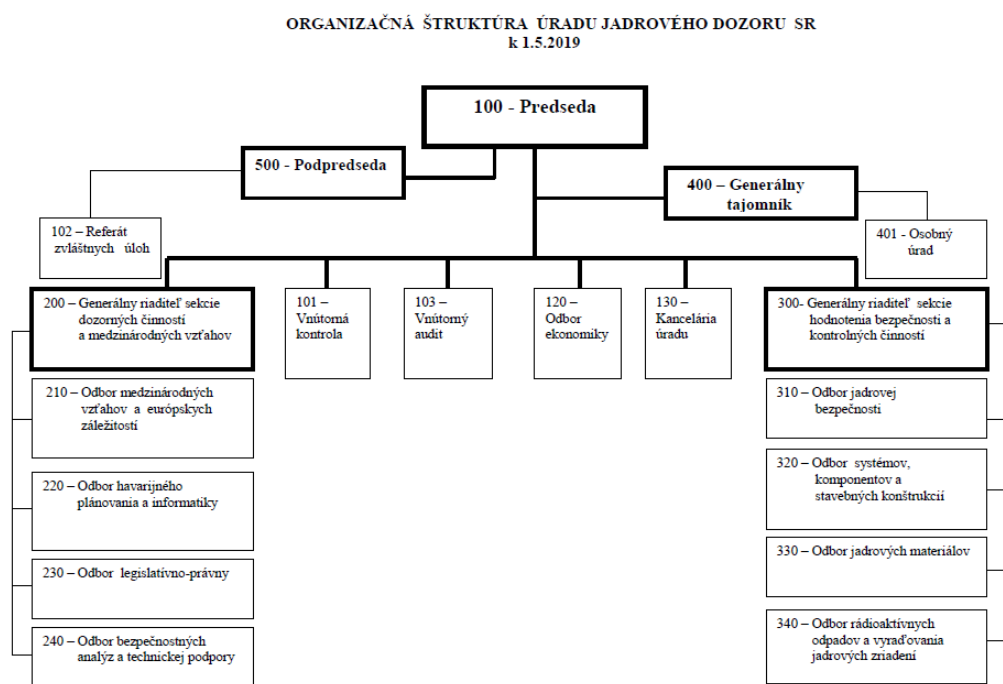 ORGANIZAČNÁ ŠTRUKTÚRA ÚRADU JADROVÉHO DOZORU SR
k 1.5.2019
100 - Predseda
500 - Podpredseda
400 – Generálny
tajomník
102 – Referát
zvláštnych úloh
401 - Osobný
úrad
200 – Generálny riaditeľ sekcie
dozorných činností
a medzinárodných vzťahov
101 –
Vnútorná
kontrola
103 –
Vnútorný
audit
120 –
Odbor
ekonomiky
130 –
Kancelária
úradu
300- Generálny riaditeľ sekcie
hodnotenia bezpečnosti a
kontrolných činností
210 – Odbor medzinárodných
vzťahov a európskych
záležitostí
220 – Odbor havarijného
plánovania a informatiky
230 – Odbor legislatívno-právny
240 – Odbor bezpečnostných
analýz a technickej podpory
310 – Odbor jadrovej
bezpečnosti
320 – Odbor systémov,
komponentov a
stavebných konštrukcií
330 – Odbor jadrových materiálov
340 – Odbor rádioaktívnych
odpadov a vyraďovania
jadrových zriadení